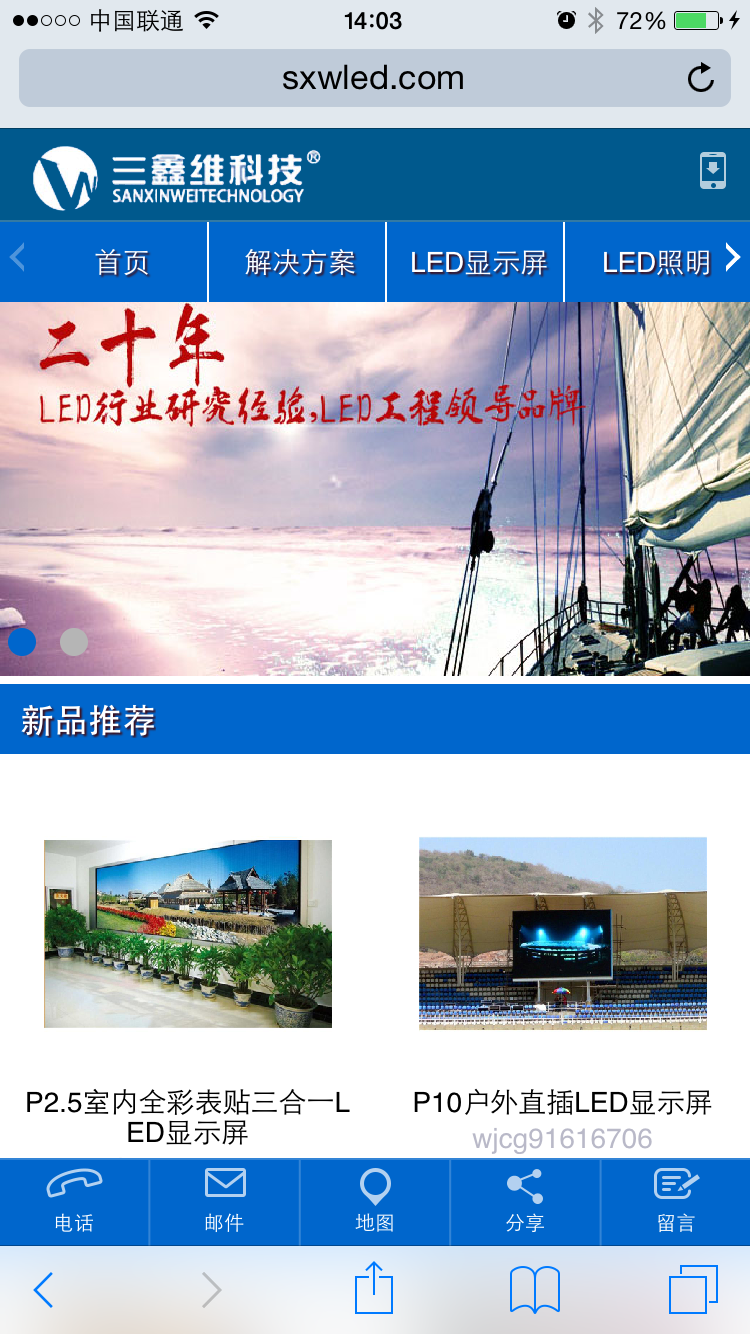 中国联通
14:03
72%
sxwled.com
三鑫维科技®
SANXINWEITECHNOLOGY
首页
解决方案
LED显示屏
LED照明
二十年
LED行业研究经验,LED工程领导品牌
新品推荐
P2.5室内全彩表贴三合一L
ED显示屏
P10户外直插LED显示屏
wjcg91616706
电话
邮件
地图
分享
留言